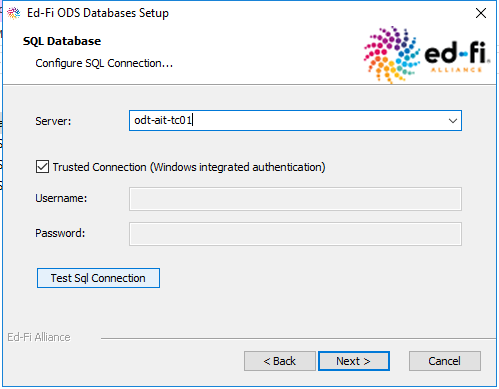 Ed-Fi ODS Databases Setup
SQL Database
Configure SQL Connection...
ed-fi
ALLIANCE
Server:
odt-ait-tc01
Trusted Connection (Windows integrated authentication)
Username:
Password:
Test Sql Connection
Ed-Fi Alliance
< Back
Next >
Cancel